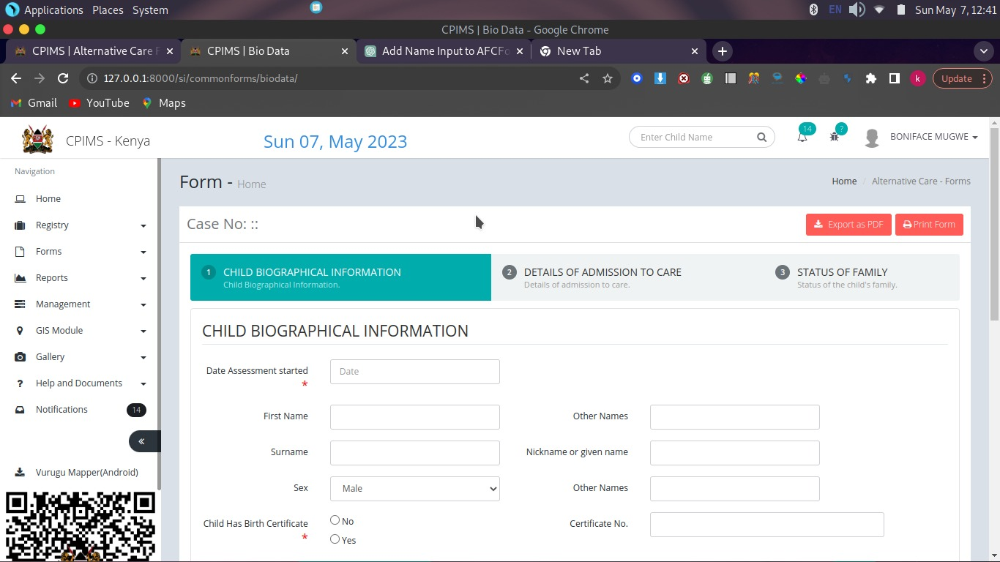 Applications Places System
EN Sun May 7, 12:41
CPIMS | Bio Data - Google Chrome
CPIMS | Alternative Care F
CPIMS | Bio Data
Add Name Input to AFCFo
New Tab
127.0.0.1:8000/si/commonforms/biodata/
k
Update
Gmail YouTube Maps
CPIMS - Kenya
Sun 07, May 2023
Enter Child Name
14
?
BONIFACE MUGWE
Navigation
Home
Registry
Forms
Reports
Management
GIS Module
Gallery
? Help and Documents
Notifications 14
«
Vurugu Mapper(Android)
Form - Home
Home / Alternative Care - Forms
Case No: ::
Export as PDF
Print Form
1 CHILD BIOGRAPHICAL INFORMATION
Child Biographical Information.
2 DETAILS OF ADMISSION TO CARE
Details of admission to care.
3 STATUS OF FAMILY
Status of the child's family.
CHILD BIOGRAPHICAL INFORMATION
Date Assessment started
*
Date
First Name
Other Names
Surname
Nickname or given name
Sex
Male
Other Names
Child Has Birth Certificate
*
No
Yes
Certificate No.